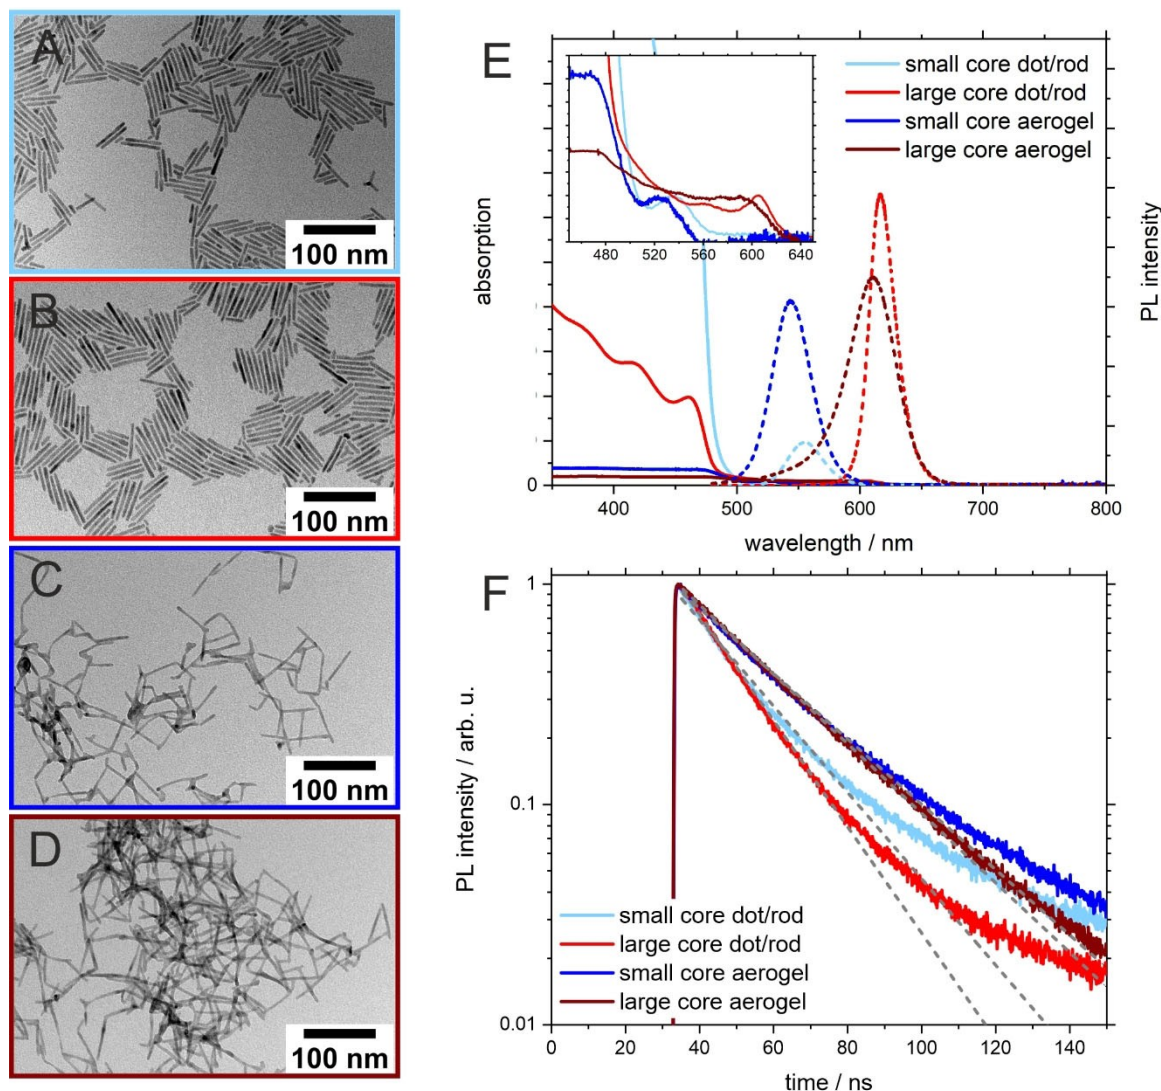 A
100 nm
B
100 nm
C
100 nm
D
100 nm
E
small core dot/rod
large core dot/rod
small core aerogel
large core aerogel
480 520 560 600 640
absorption
PL intensity
0
0
400 500 600 700 800
wavelength / nm
F
1
0.1
0.01
PL intensity / arb. u.
small core dot/rod
large core dot/rod
small core aerogel
large core aerogel
0 20 40 60 80 100 120 140
time / ns